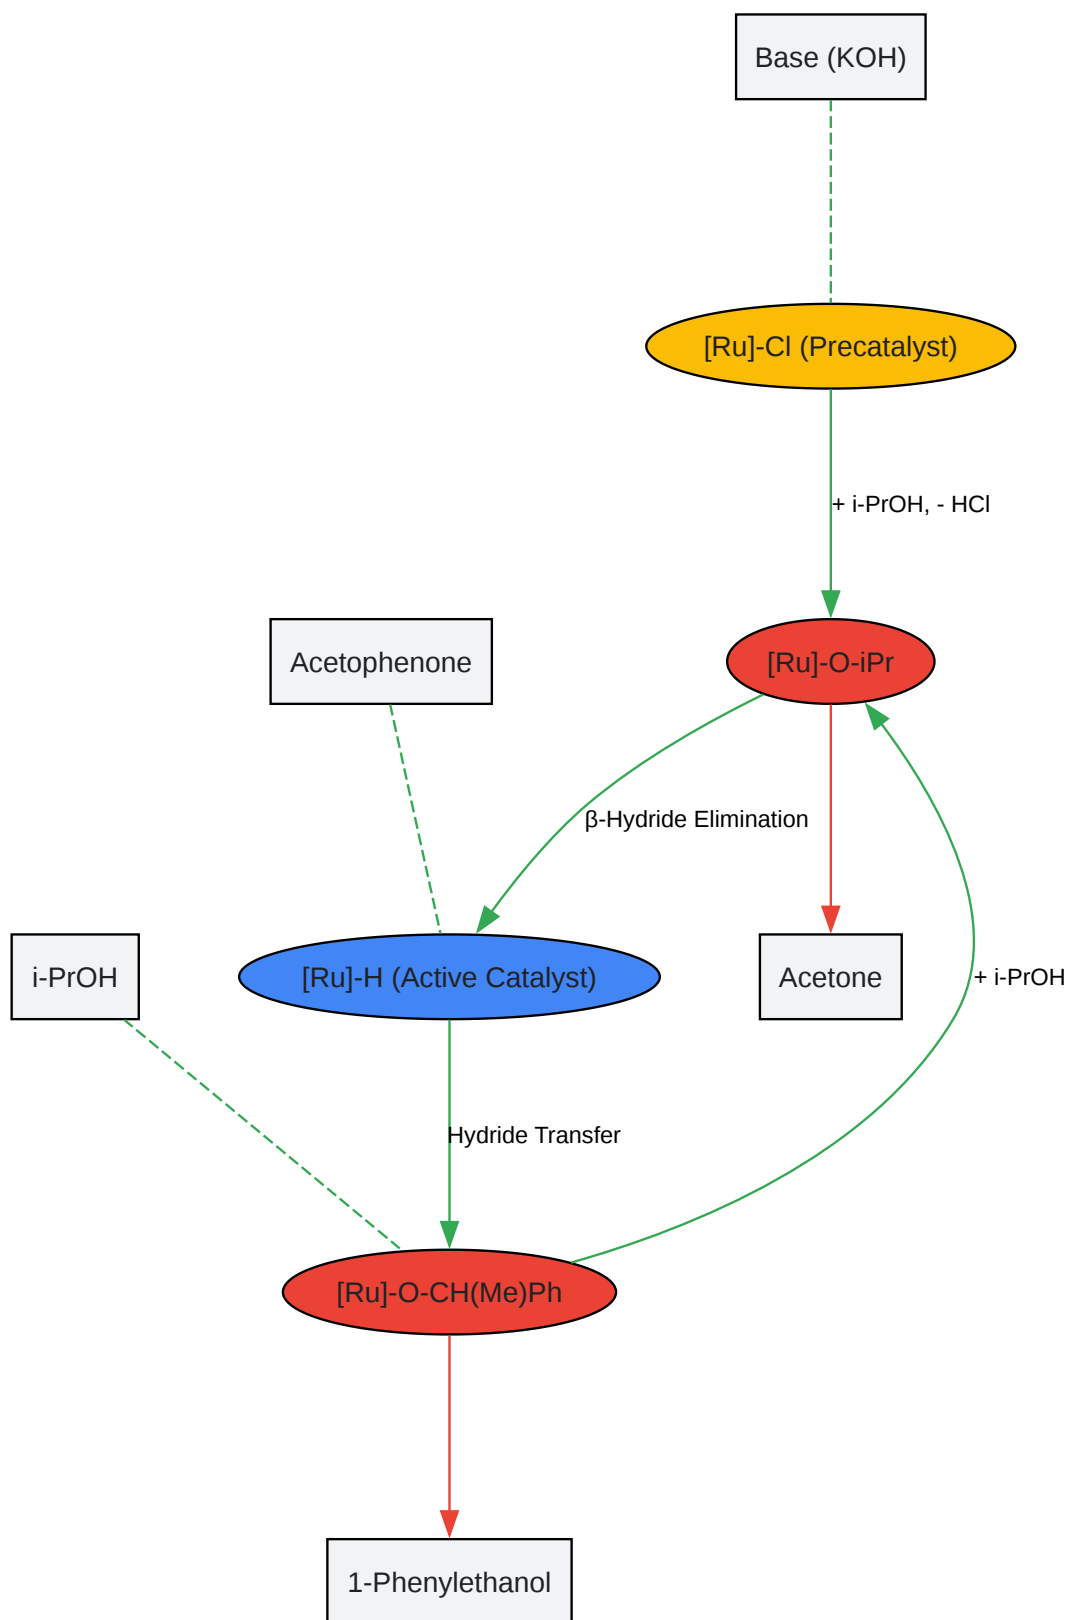 Base (KOH)
[Ru]-Cl (Precatalyst)
+ i-PrOH, - HCl
Acetophenone
[Ru]-O-iPr
β-Hydride Elimination
i-PrOH
[Ru]-H (Active Catalyst)
Acetone
+ i-PrOH
Hydride Transfer
[Ru]-O-CH(Me)Ph
1-Phenylethanol